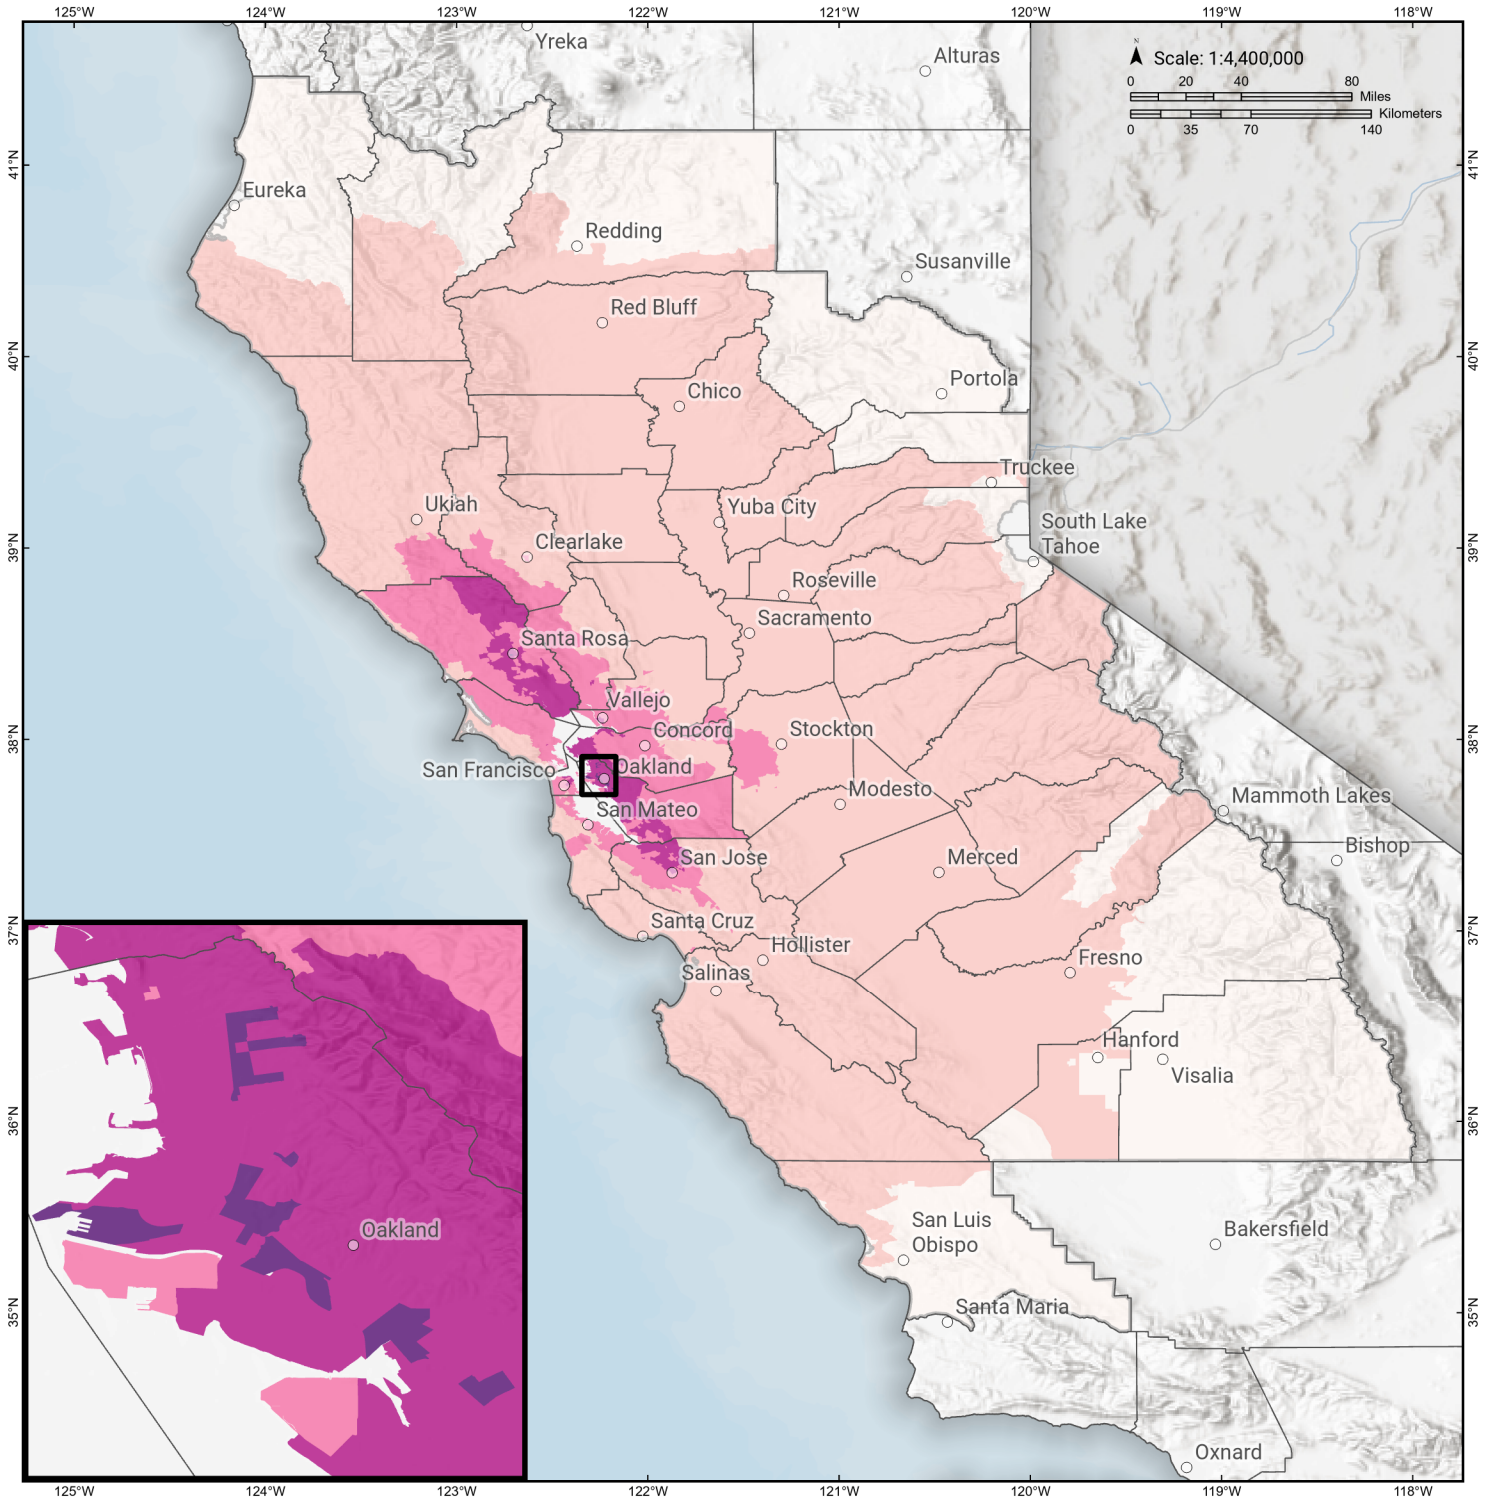 125°W
124°W
123°W
122°W
121°W
120°W
119°W
118°W
Yreka
Alturas
N
Scale: 1:4,400,000
0
20
40
80
Miles
Kilometers
0
35
70
140
41°N
41°N
Eureka
Redding
Susanville
Red Bluff
40°N
40°N
Portola
Chico
Truckee
Ukiah
Yuba City
South Lake
Tahoe
39°N
39°N
Clearlake
Roseville
Sacramento
Santa Rosa
Vallejo
38°N
38°N
Concord
Stockton
San Francisco
Oakland
Modesto
Mammoth Lakes
San Mateo
Bishop
San Jose
Merced
37°N
37°N
Santa Cruz
Hollister
Fresno
Salinas
Hanford
Visalia
36°N
36°N
Oakland
San Luis
Obispo
Bakersfield
35°N
35°N
Santa Maria
Oxnard
125°W
124°W
123°W
122°W
121°W
120°W
119°W
118°W